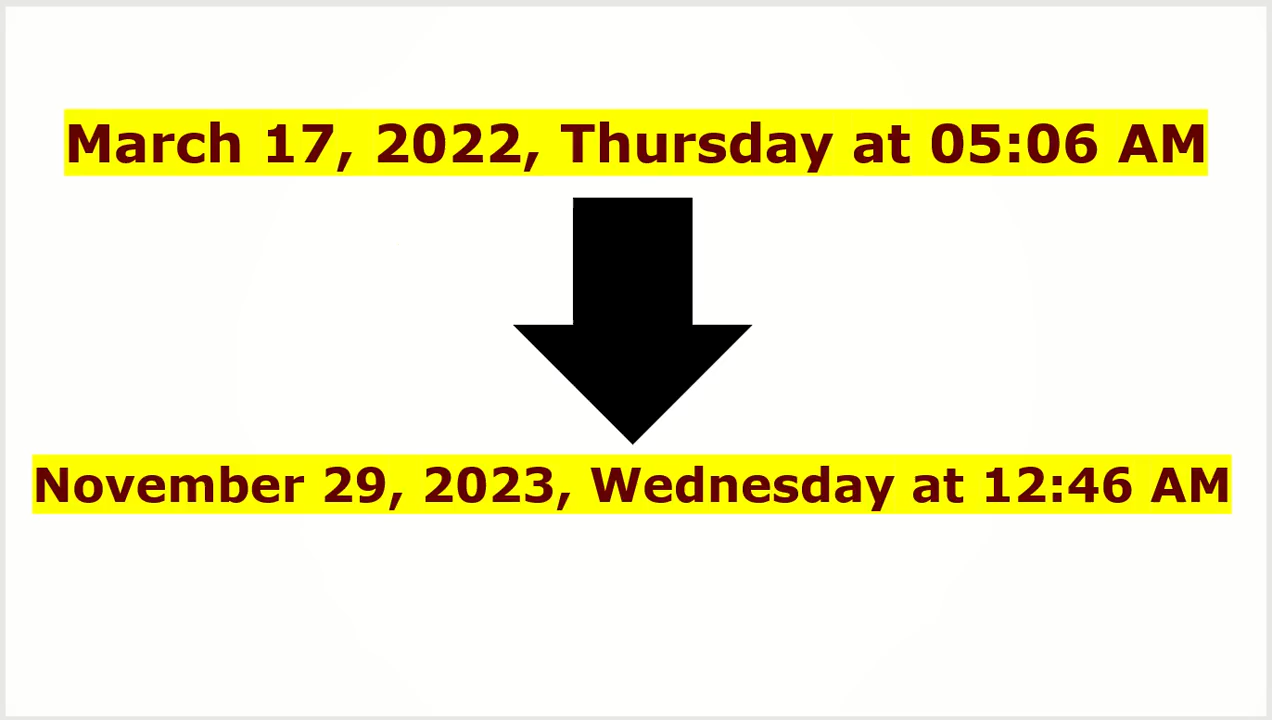 March 17, 2022, Thursday at 05:06 AM
November 29, 2023, Wednesday at 12:46 AM